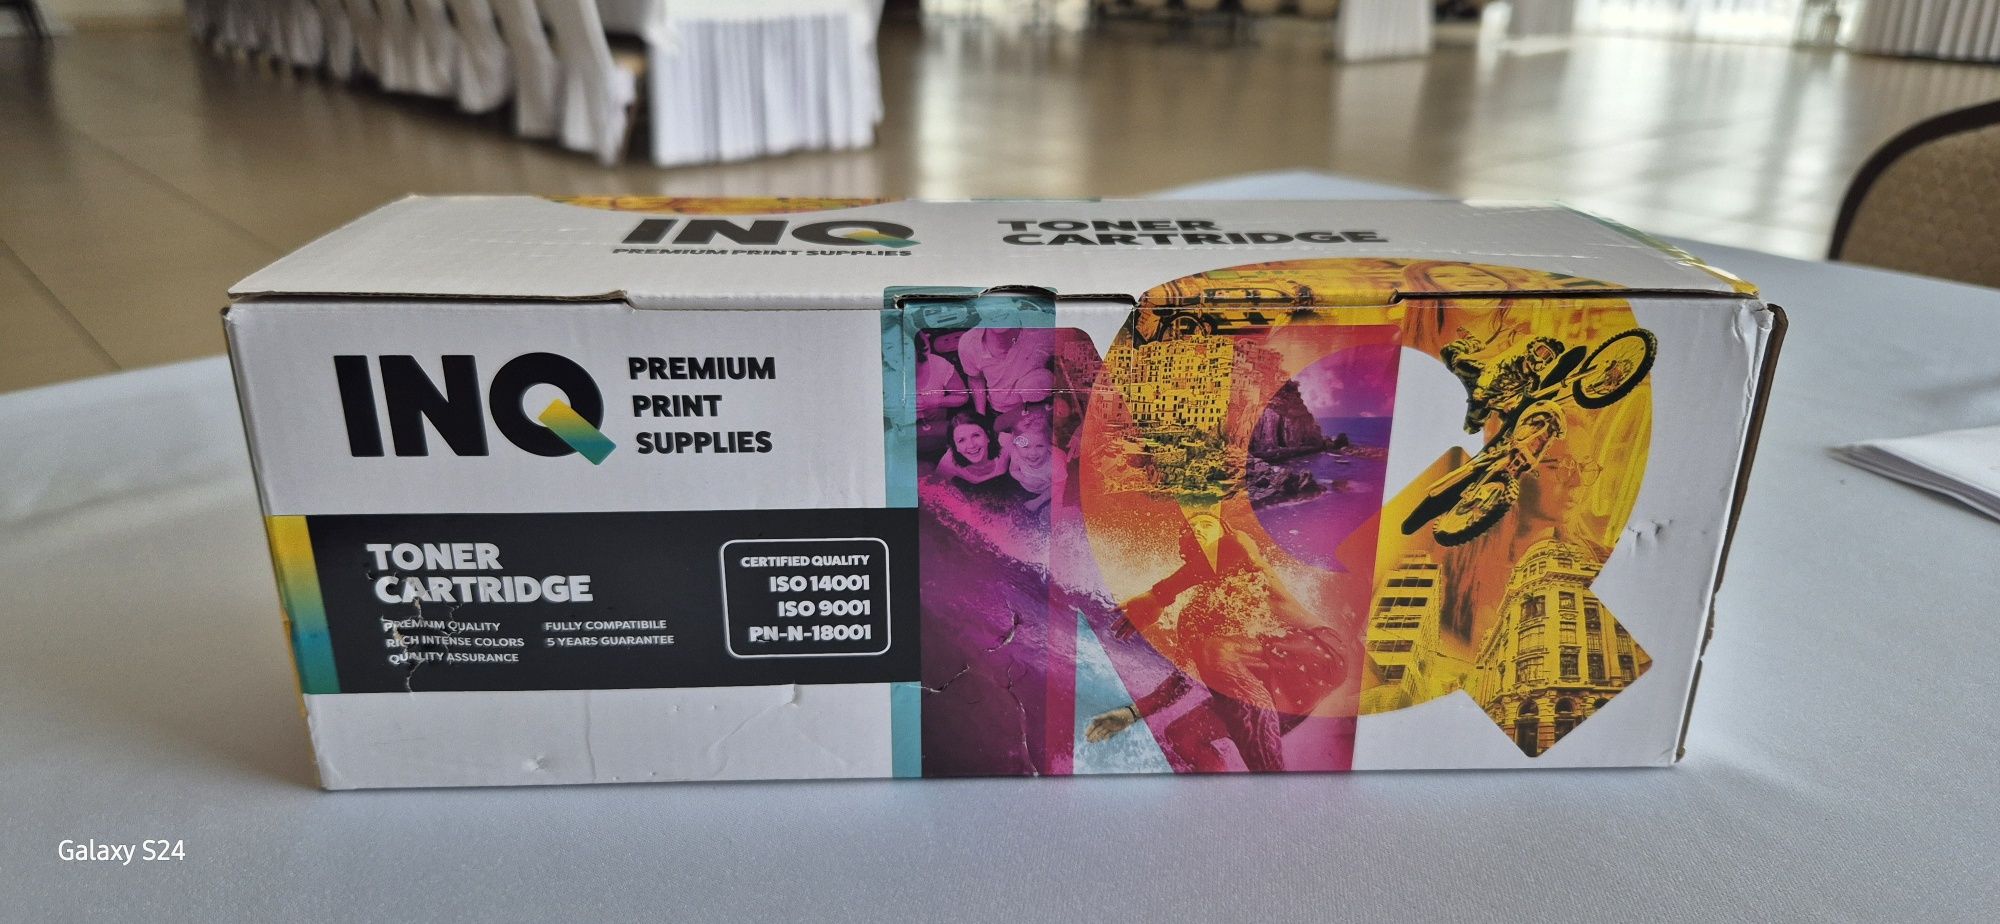 INQ
PREMIUM PRINT SUPPLIES
TONER
CARTRIDGE
INQ
PREMIUM
PRINT
SUPPLIES
TONER
CARTRIDGE
PREMIUM QUALITY
RICH INTENSE COLORS
QUALITY ASSURANCE
FULLY COMPATIBILE
5 YEARS GUARANTEE
CERTIFIED QUALITY
ISO 14001
ISO 9001
PN-N-18001
Galaxy S24